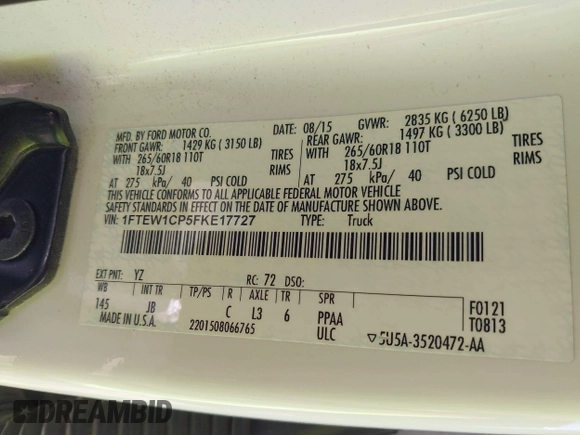 MFD. BY FORD MOTOR CO. DATE: 08/15 GVWR: 2835 KG ( 6250 LB)
FRONT GAWR: 1429 KG ( 3150 LB) REAR GAWR: 1497 KG ( 3300 LB)
WITH 265/60R18 110T TIRES WITH 265/60R18 110T TIRES
18x7.5J RIMS 18x7.5J RIMS
AT 275 kPa/ 40 PSI COLD AT 275 kPa/ 40 PSI COLD
THIS VEHICLE CONFORMS TO ALL APPLICABLE FEDERAL MOTOR VEHICLE
SAFETY STANDARDS IN EFFECT ON THE DATE OF MANUFACTURE SHOWN ABOVE.
VIN: 1FTEW1CP5FKE17727 TYPE: Truck
EXT PNT: YZ RC: 72 DSO:
WB INT TR TP/PS R AXLE TR SPR
145 JB C L3 6 PPAA F0121
MADE IN U.S.A. 2201508066765 ULC T0813
▽5U5A-3520472-AA
DREAMBID